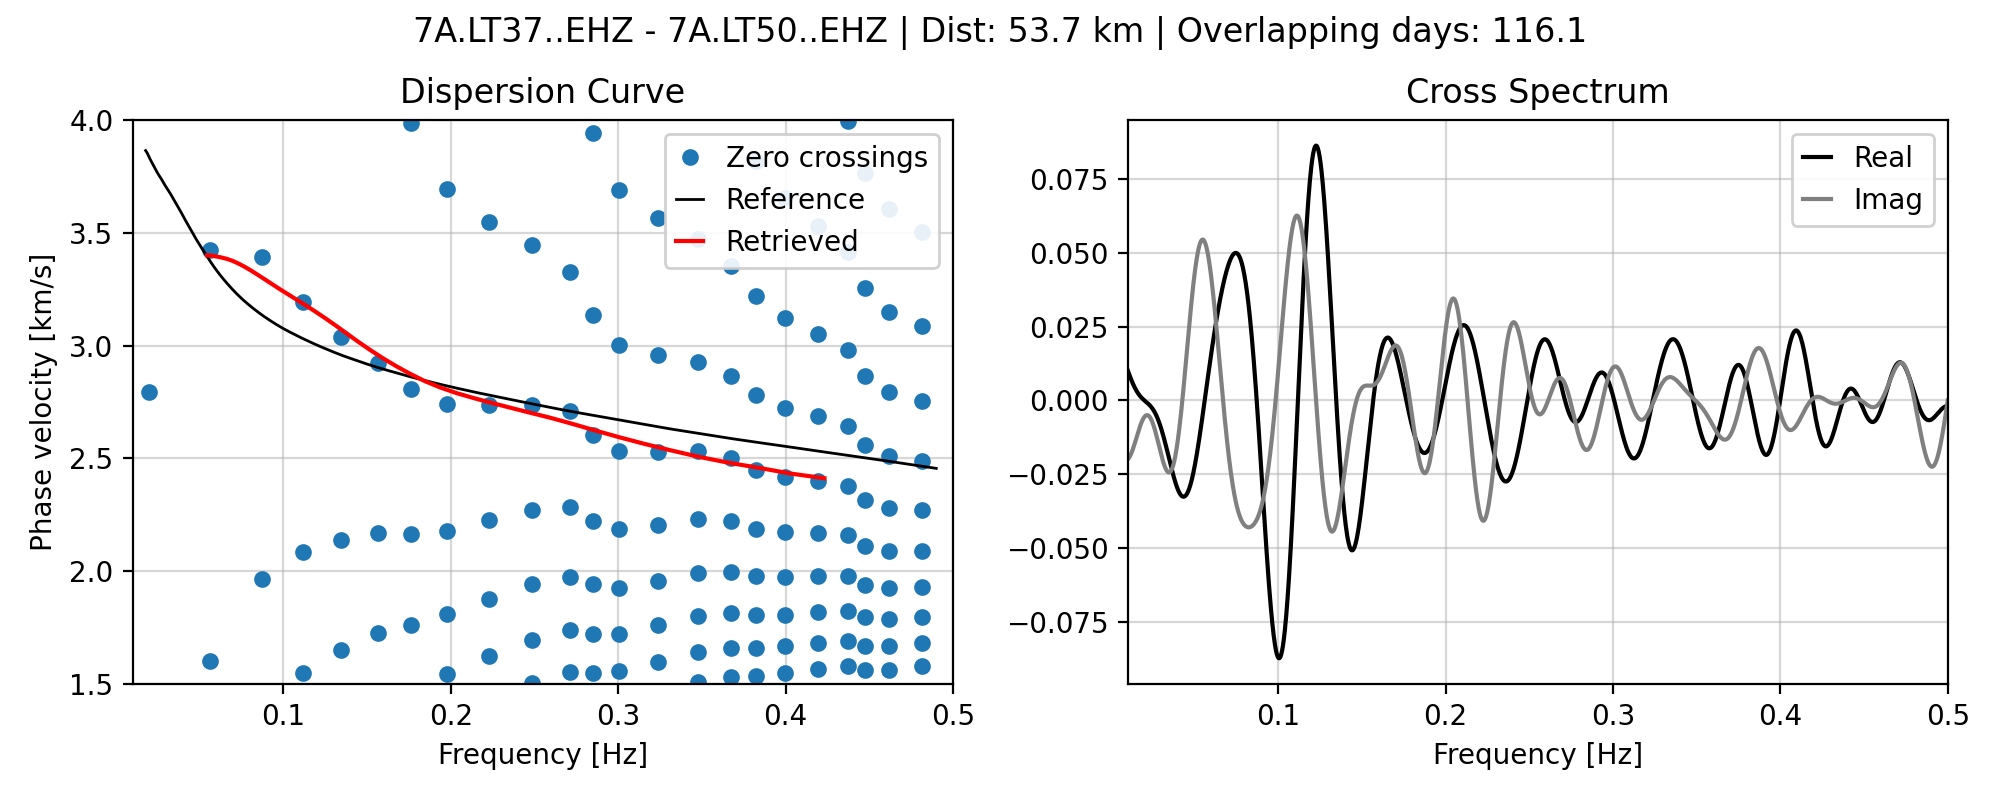 7A.LT37..EHZ - 7A.LT50..EHZ | Dist: 53.7 km | Overlapping days: 116.1
Dispersion Curve
4.0
3.5
3.0
2.5
2.0
1.5
Phase velocity [km/s]
Zero crossings
Reference
Retrieved
0.1
0.2
0.3
0.4
0.5
Frequency [Hz]
Cross Spectrum
0.075
0.050
0.025
0.000
−0.025
−0.050
−0.075
Real
Imag
0.1
0.2
0.3
0.4
0.5
Frequency [Hz]